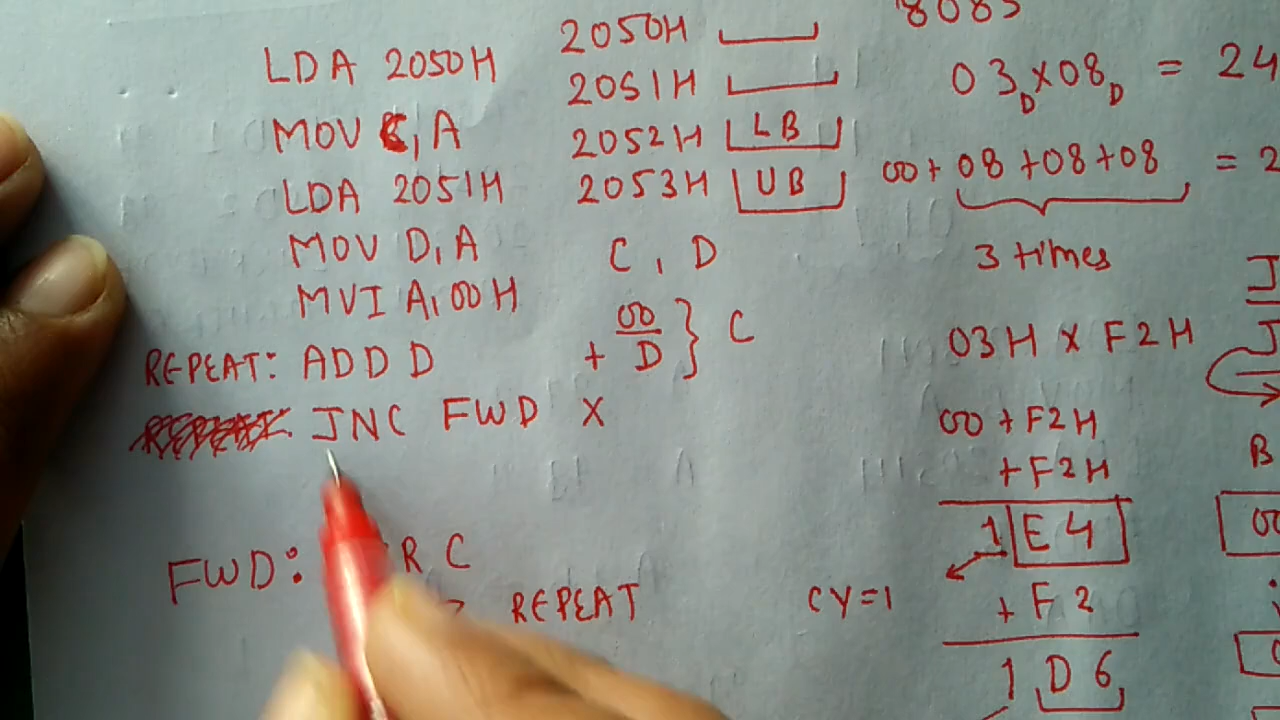 LDA 2050H
MOV C, A
LDA 2051H
MOV D, A
MVI A, 00H
REPEAT: ADD D
JNC FWD X
FWD: R C
REPEAT
2050H
2051H
2052H LB
2053H UB
C, D
00
+ D } C
8085
03D x 08D = 24
00 + 08 + 08 + 08 = 2
3 times
03H x F2H
00 + F2H
+ F2H
1 E4
CY=1
+ F2
1 D6
J
J
B
00